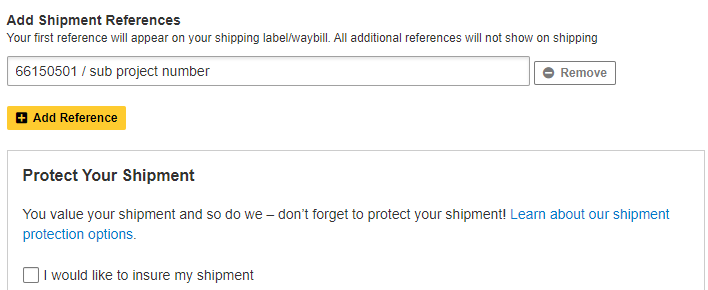 Add Shipment References
Your first reference will appear on your shipping label/waybill. All additional references will not show on shipping
66150501 / sub project number
Remove
Add Reference
Protect Your Shipment
You value your shipment and so do we – don't forget to protect your shipment! Learn about our shipment
protection options.
I would like to insure my shipment